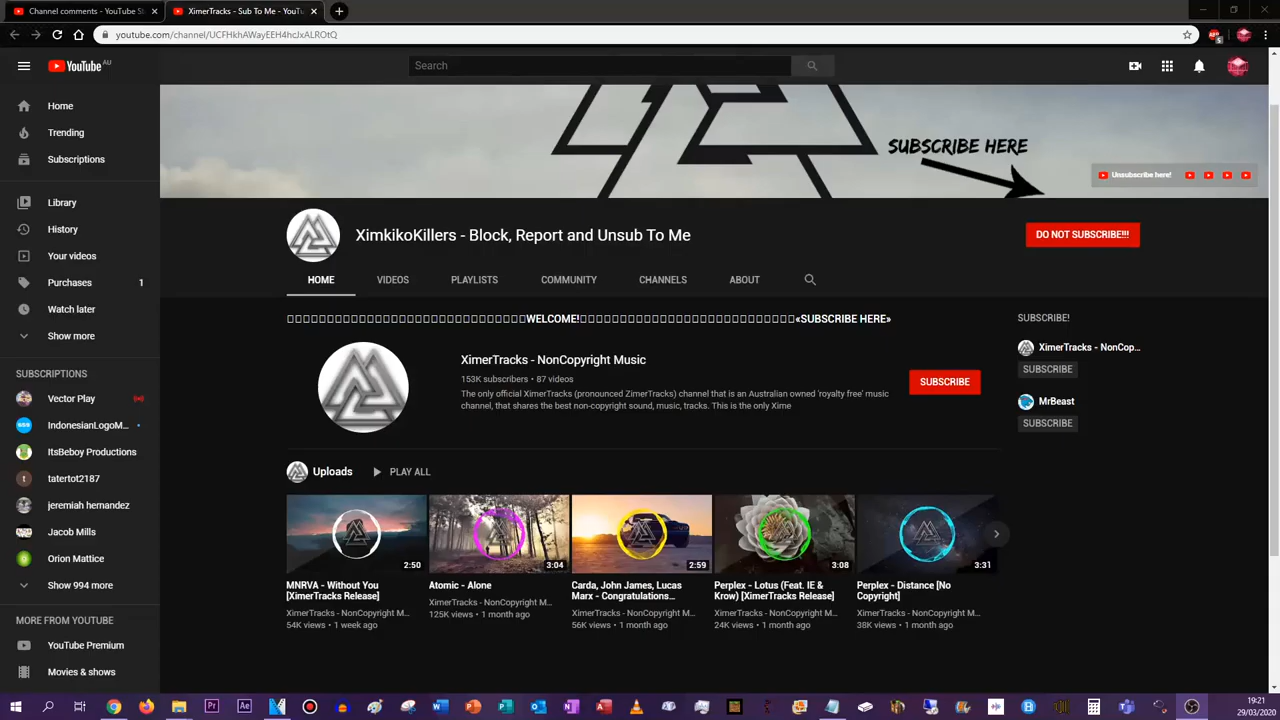 Channel comments - YouTube St
XimerTracks - Sub To Me - YouTu
youtube.com/channel/UCFHkhAWayEEH4hcJxALROtQ
YouTube AU
Search
Home
Trending
Subscriptions
Library
History
Your videos
Purchases 1
Watch later
Show more
SUBSCRIPTIONS
Vector Play
IndonesianLogoM...
ItsBeboy Productions
tatertot2187
jeremiah hernandez
Jacob Mills
Orion Mattice
Show 994 more
MORE FROM YOUTUBE
YouTube Premium
Movies & shows
SUBSCRIBE HERE
Unsubscribe here!
XimkikoKillers - Block, Report and Unsub To Me
DO NOT SUBSCRIBE!!!
HOME VIDEOS PLAYLISTS COMMUNITY CHANNELS ABOUT
WELCOME! «SUBSCRIBE HERE»
XimerTracks - NonCopyright Music
153K subscribers • 87 videos
The only official XimerTracks (pronounced ZimerTracks) channel that is an Australian owned 'royalty free' music
channel, that shares the best non-copyright sound, music, tracks. This is the only Xime
SUBSCRIBE
SUBSCRIBE!
XimerTracks - NonCop...
SUBSCRIBE
MrBeast
SUBSCRIBE
Uploads PLAY ALL
2:50
MNRVA - Without You
[XimerTracks Release]
XimerTracks - NonCopyright M...
54K views • 1 week ago
3:04
Atomic - Alone
XimerTracks - NonCopyright M...
125K views • 1 month ago
2:59
Carda, John James, Lucas
Marx - Congratulations...
XimerTracks - NonCopyright M...
56K views • 1 month ago
3:08
Perplex - Lotus (Feat. IE &
Krow) [XimerTracks Release]
XimerTracks - NonCopyright M...
24K views • 1 month ago
3:31
Perplex - Distance [No
Copyright]
XimerTracks - NonCopyright M...
38K views • 1 month ago
19:21
29/03/2020